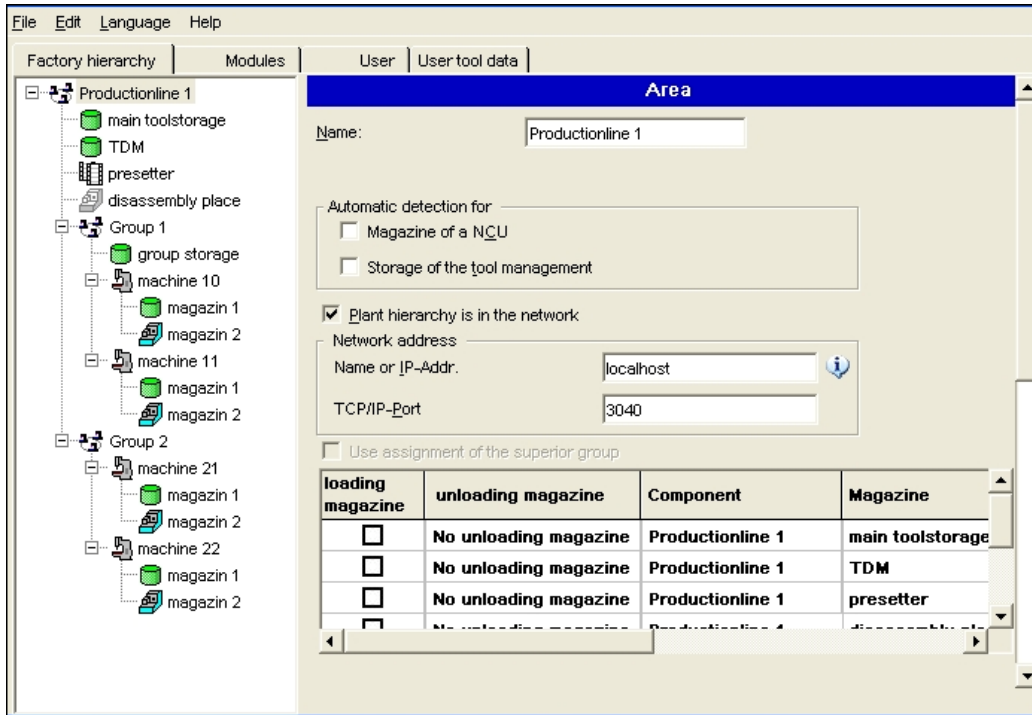 File Edit Language Help
Factory hierarchy Modules User User tool data
Productionline 1
main toolstorage
TDM
presetter
disassembly place
Group 1
group storage
machine 10
magazin 1
magazin 2
machine 11
magazin 1
magazin 2
Group 2
machine 21
magazin 1
magazin 2
machine 22
magazin 1
magazin 2
Area
Name: Productionline 1
Automatic detection for
Magazine of a NCU
Storage of the tool management
Plant hierarchy is in the network
Network address
Name or IP-Addr. localhost
TCP/IP-Port 3040
Use assignment of the superior group
loading magazine unloading magazine Component Magazine
No unloading magazine Productionline 1 main toolstorage
No unloading magazine Productionline 1 TDM
No unloading magazine Productionline 1 presetter